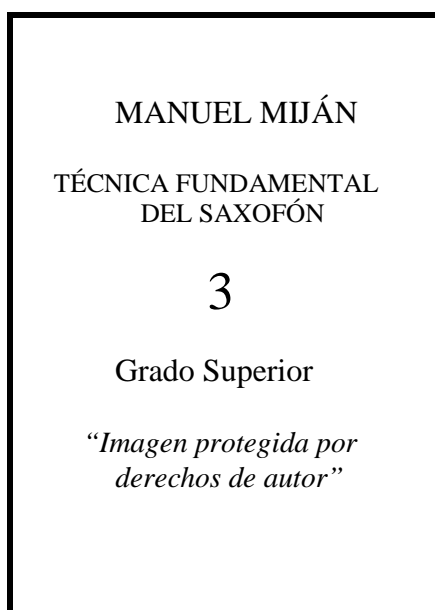 MANUEL MIJÁN
TÉCNICA FUNDAMENTAL
DEL SAXOFÓN
3
Grado Superior
“Imagen protegida por
derechos de autor”